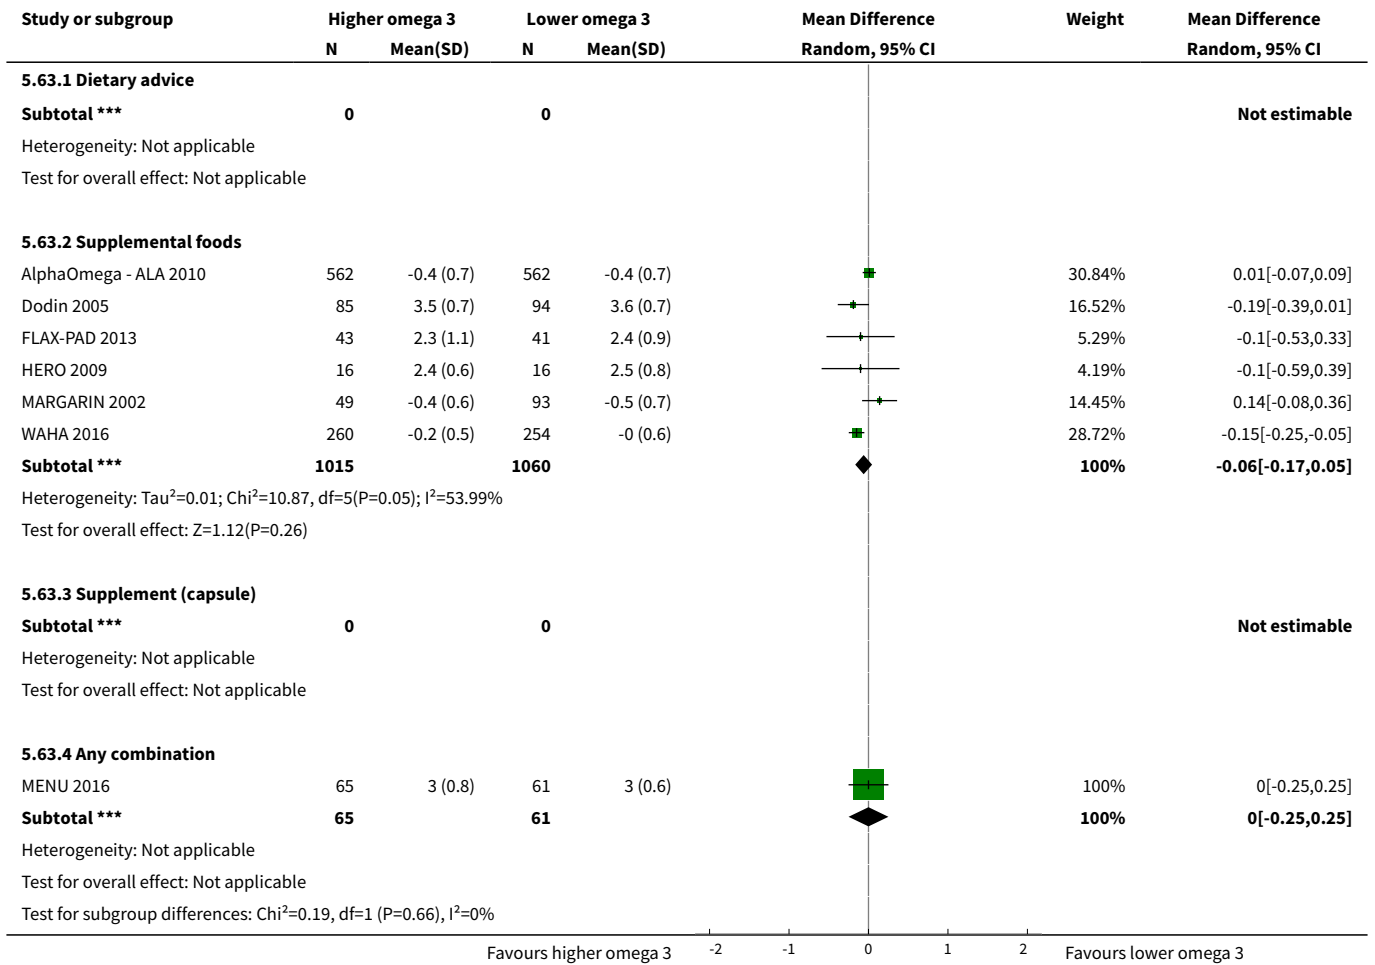 Study or subgroup Higher omega 3 Lower omega 3 Mean Difference Weight Mean Difference
N Mean(SD) N Mean(SD) Random, 95% CI Random, 95% CI
5.63.1 Dietary advice
Subtotal *** 0 0 Not estimable
Heterogeneity: Not applicable
Test for overall effect: Not applicable
5.63.2 Supplemental foods
AlphaOmega - ALA 2010 562 -0.4 (0.7) 562 -0.4 (0.7) 30.84% 0.01[-0.07,0.09]
Dodin 2005 85 3.5 (0.7) 94 3.6 (0.7) 16.52% -0.19[-0.39,0.01]
FLAX-PAD 2013 43 2.3 (1.1) 41 2.4 (0.9) 5.29% -0.1[-0.53,0.33]
HERO 2009 16 2.4 (0.6) 16 2.5 (0.8) 4.19% -0.1[-0.59,0.39]
MARGARIN 2002 49 -0.4 (0.6) 93 -0.5 (0.7) 14.45% 0.14[-0.08,0.36]
WAHA 2016 260 -0.2 (0.5) 254 -0 (0.6) 28.72% -0.15[-0.25,-0.05]
Subtotal *** 1015 1060 100% -0.06[-0.17,0.05]
Heterogeneity: Tau²=0.01; Chi²=10.87, df=5(P=0.05); I²=53.99%
Test for overall effect: Z=1.12(P=0.26)
5.63.3 Supplement (capsule)
Subtotal *** 0 0 Not estimable
Heterogeneity: Not applicable
Test for overall effect: Not applicable
5.63.4 Any combination
MENU 2016 65 3 (0.8) 61 3 (0.6) 100% 0[-0.25,0.25]
Subtotal *** 65 61 100% 0[-0.25,0.25]
Heterogeneity: Not applicable
Test for overall effect: Not applicable
Test for subgroup differences: Chi²=0.19, df=1 (P=0.66), I²=0%
Favours higher omega 3 -2 -1 0 1 2 Favours lower omega 3